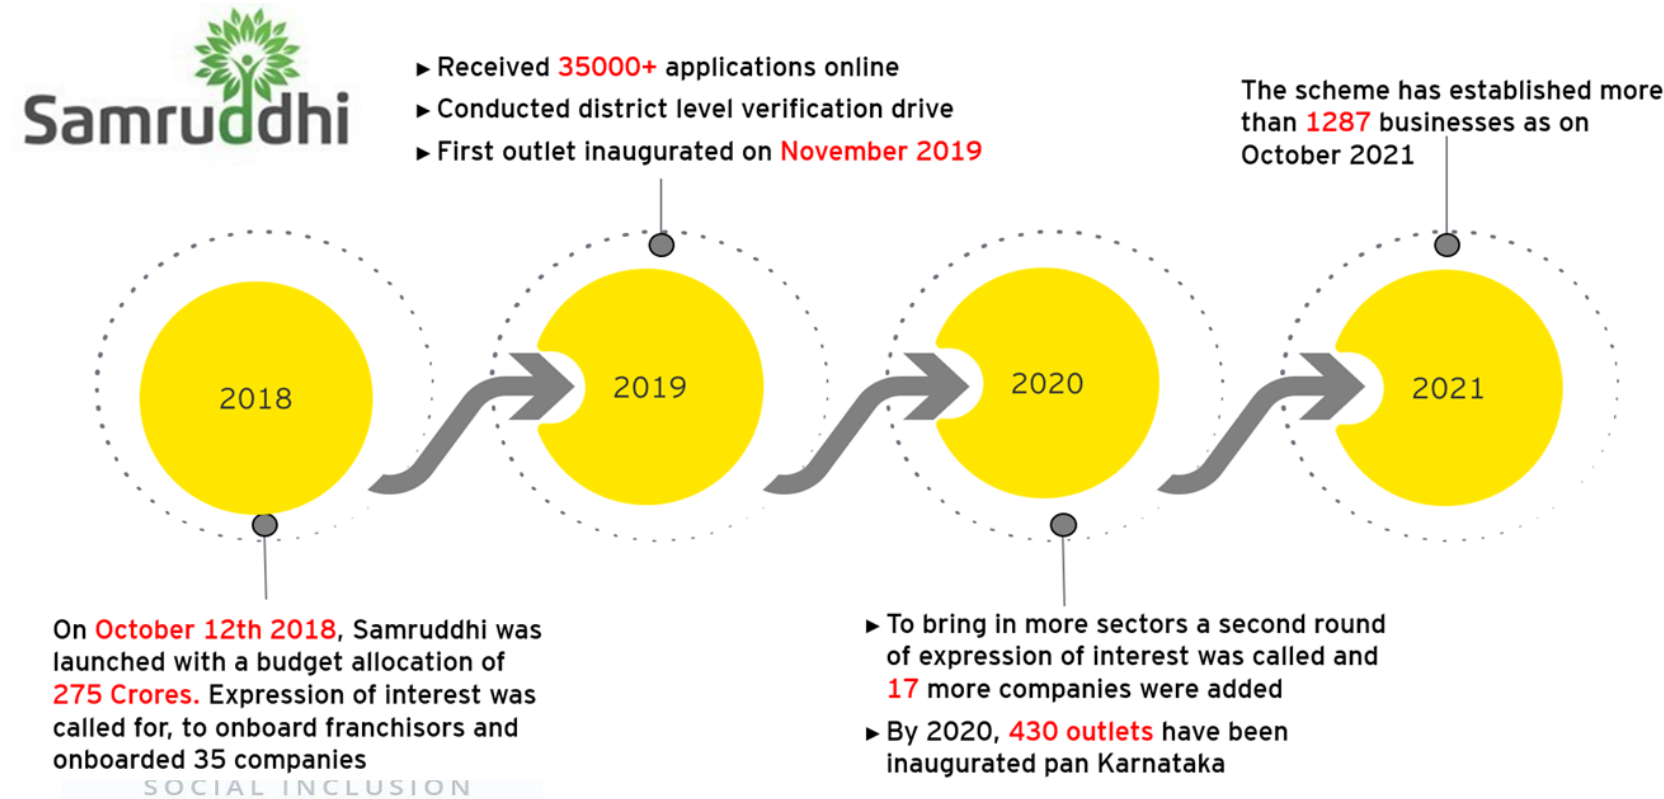 Samruddhi
► Received 35000+ applications online
► Conducted district level verification drive
► First outlet inaugurated on November 2019
The scheme has established more
than 1287 businesses as on
October 2021
2018
2019
2020
2021
On October 12th 2018, Samruddhi was
launched with a budget allocation of
275 Crores. Expression of interest was
called for, to onboard franchisors and
onboarded 35 companies
► To bring in more sectors a second round
of expression of interest was called and
17 more companies were added
► By 2020, 430 outlets have been
inaugurated pan Karnataka
SOCIAL INCLUSION